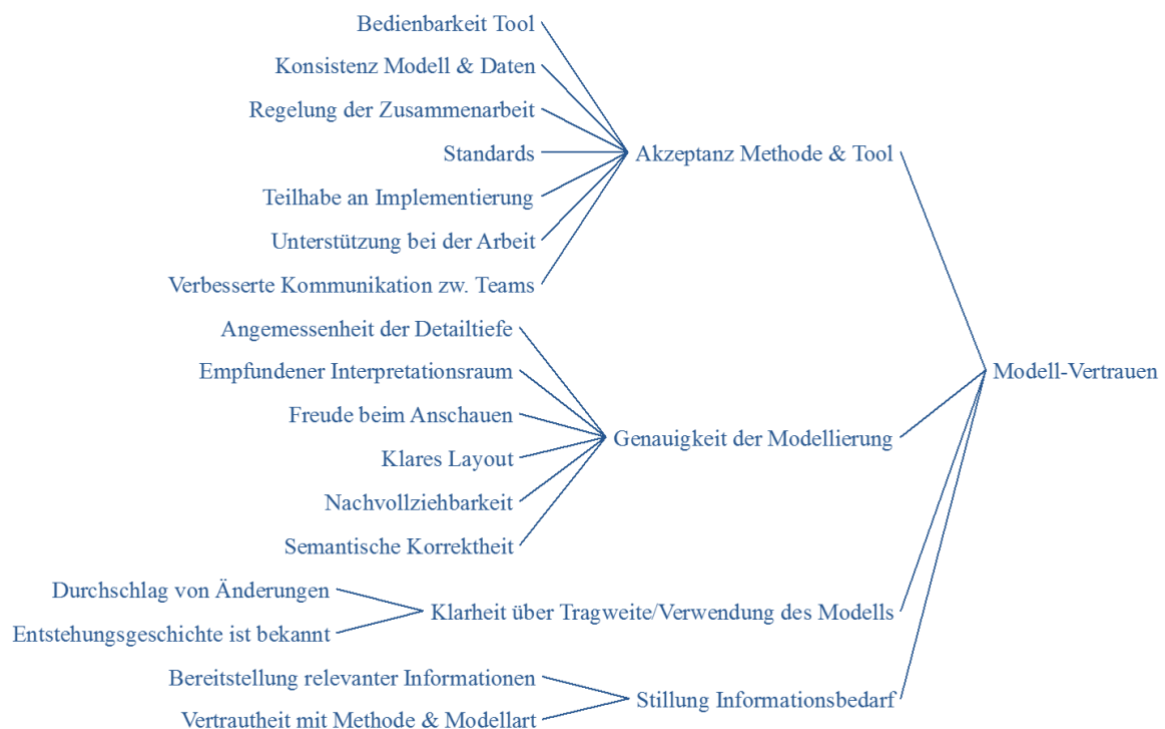 Bedienbarkeit Tool
Konsistenz Modell & Daten
Regelung der Zusammenarbeit
Standards
Akzeptanz Methode & Tool
Teilhabe an Implementierung
Unterstützung bei der Arbeit
Verbesserte Kommunikation zw. Teams
Angemessenheit der Detailtiefe
Empfundener Interpretationsraum
Modell-Vertrauen
Freude beim Anschauen
Genauigkeit der Modellierung
Klares Layout
Nachvollziehbarkeit
Semantische Korrektheit
Durchschlag von Änderungen
Klarheit über Tragweite/Verwendung des Modells
Entstehungsgeschichte ist bekannt
Bereitstellung relevanter Informationen
Stillung Informationsbedarf
Vertrautheit mit Methode & Modellart